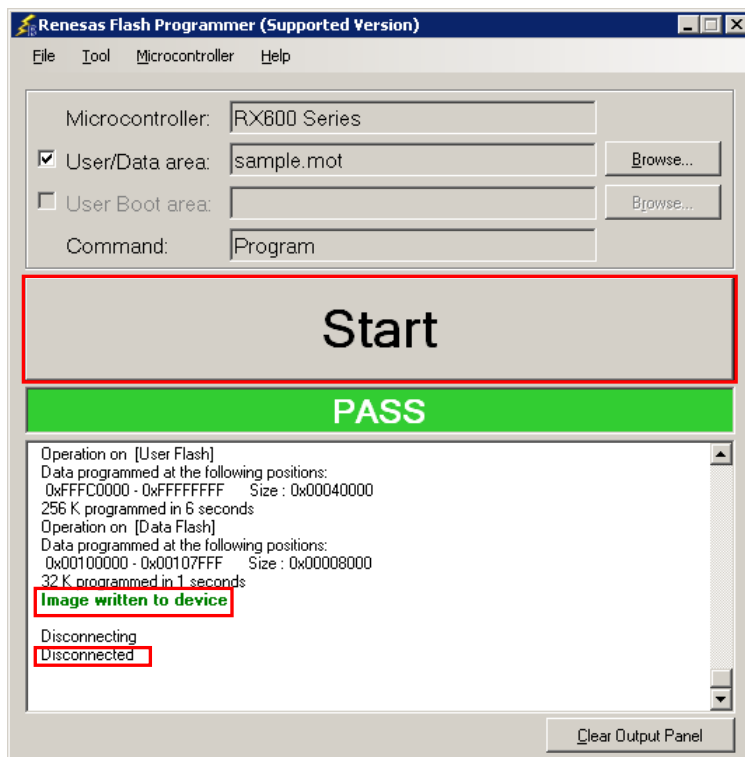 Renesas Flash Programmer (Supported Version)
File Tool Microcontroller Help
Microcontroller: RX600 Series
User/Data area: sample.mot Browse...
User Boot area: Browse...
Command: Program
Start
PASS
Operation on [User Flash]
Data programmed at the following positions:
0xFFFC0000 - 0xFFFFFFFF Size : 0x00040000
256 K programmed in 6 seconds
Operation on [Data Flash]
Data programmed at the following positions:
0x00100000 - 0x00107FFF Size : 0x00008000
32 K programmed in 1 seconds
Image written to device
Disconnecting
Disconnected
Clear Output Panel